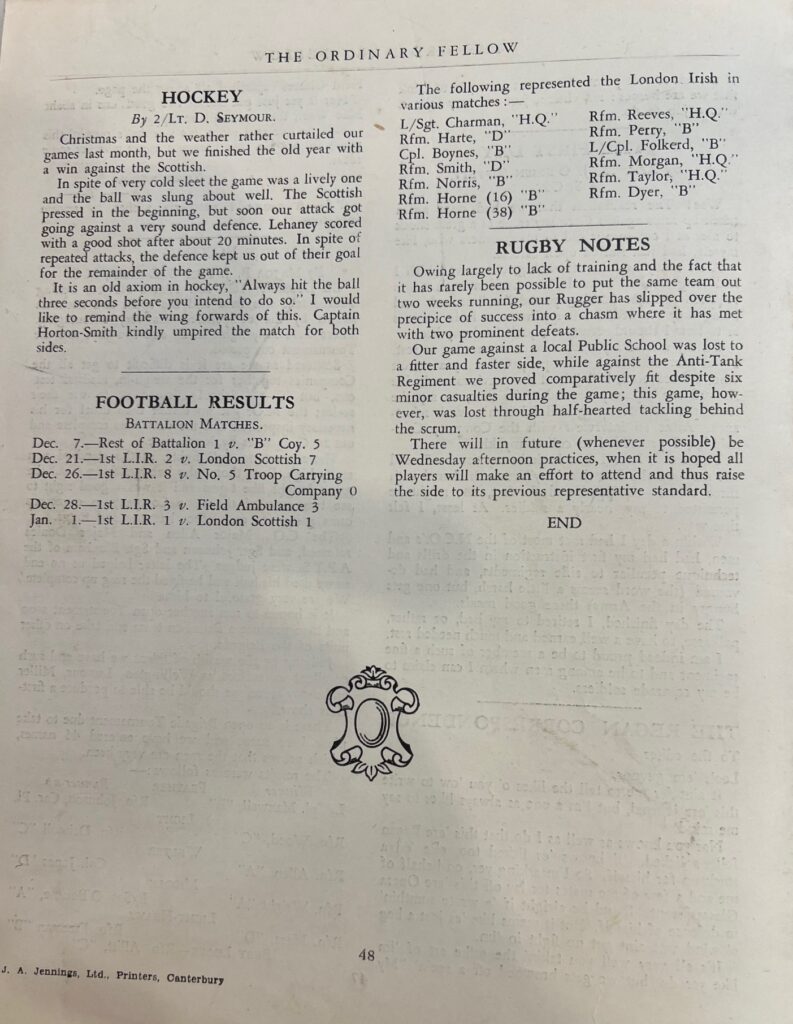 THE ORDINARY FELLOW
HOCKEY
By 2/LT. D. SEYMOUR.
Christmas and the weather rather curtailed our
games last month, but we finished the old year with
a win against the Scottish.
In spite of very cold sleet the game was a lively one
and the ball was slung about well. The Scottish
pressed in the beginning, but soon our attack got
going against a very sound defence. Lehaney scored
with a good shot after about 20 minutes. In spite of
repeated attacks, the defence kept us out of their goal
for the remainder of the game.
It is an old axiom in hockey, "Always hit the ball
three seconds before you intend to do so." I would
like to remind the wing forwards of this. Captain
Horton-Smith kindly umpired the match for both
sides.
FOOTBALL RESULTS
BATTALION MATCHES.
Dec. 7.—Rest of Battalion 1 v. "B" Coy. 5
Dec. 21.—1st L.I.R. 2 v. London Scottish 7
Dec. 26.—1st L.I.R. 8 v. No. 5 Troop Carrying
Company 0
Dec. 28.—1st L.I.R. 3 v. Field Ambulance 3
Jan. 1.—1st L.I.R. 1 v. London Scottish 1
The following represented the London Irish in
various matches :—
L/Sgt. Charman, "H.Q."
Rfm. Harte, "D"
Cpl. Boynes, "B"
Rfm. Smith, "D"
Rfm. Norris, "B"
Rfm. Horne (16) "B"
Rfm. Horne (38) "B"
Rfm. Reeves, "H.Q."
Rfm. Perry, "B"
L/Cpl. Folkerd, "B"
Rfm. Morgan, "H.Q."
Rfm. Taylor, "H.Q."
Rfm. Dyer, "B"
RUGBY NOTES
Owing largely to lack of training and the fact that
it has rarely been possible to put the same team out
two weeks running, our Rugger has slipped over the
precipice of success into a chasm where it has met
with two prominent defeats.
Our game against a local Public School was lost to
a fitter and faster side, while against the Anti-Tank
Regiment we proved comparatively fit despite six
minor casualties during the game; this game, how-
ever, was lost through half-hearted tackling behind
the scrum.
There will in future (whenever possible) be
Wednesday afternoon practices, when it is hoped all
players will make an effort to attend and thus raise
the side to its previous representative standard.
END
48
J. A. Jennings, Ltd., Printers, Canterbury